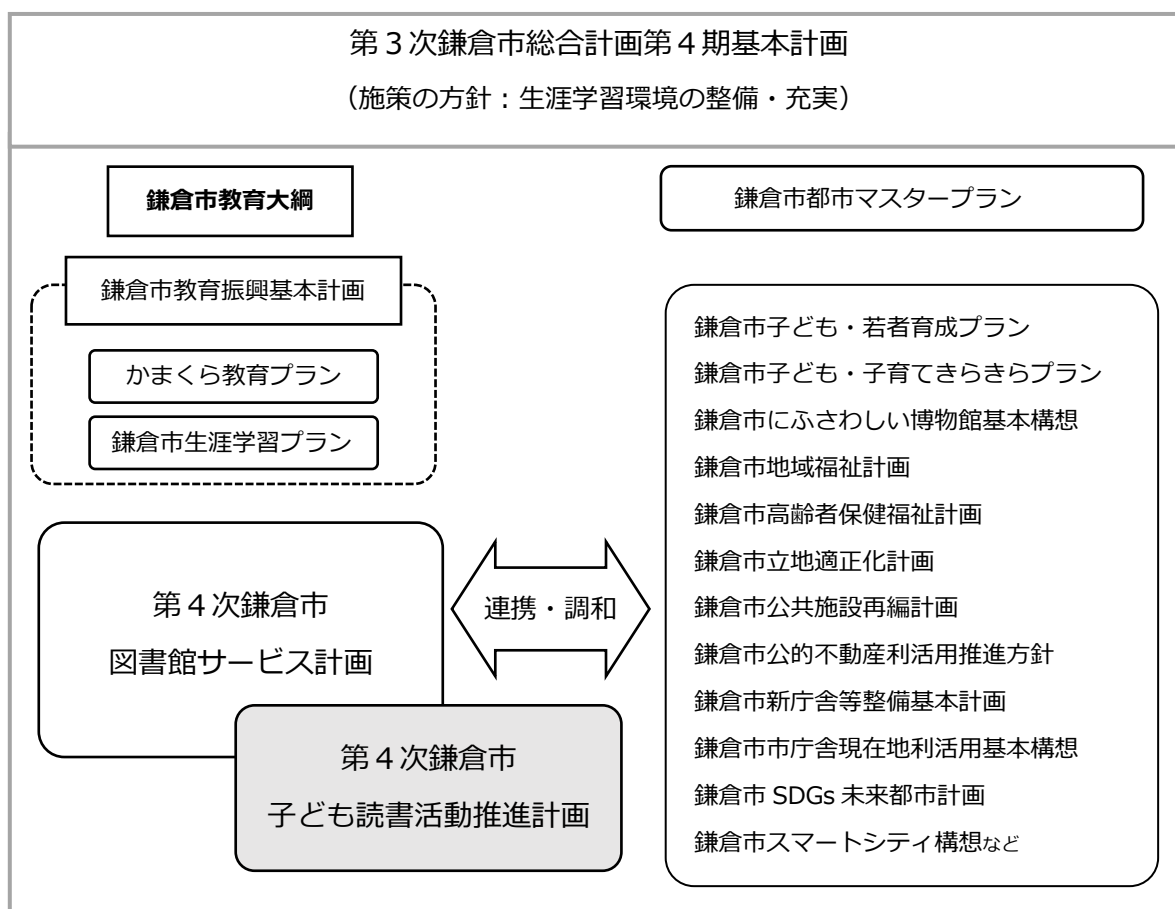 第３次鎌倉市総合計画第４期基本計画
（施策の方針：生涯学習環境の整備・充実）
鎌倉市教育大綱
鎌倉市教育振興基本計画
かまくら教育プラン
鎌倉市生涯学習プラン
第４次鎌倉市
図書館サービス計画
第４次鎌倉市
子ども読書活動推進計画
連携・調和
鎌倉市都市マスタープラン
鎌倉市子ども・若者育成プラン
鎌倉市子ども・子育てきらきらプラン
鎌倉市にふさわしい博物館基本構想
鎌倉市地域福祉計画
鎌倉市高齢者保健福祉計画
鎌倉市立地適正化計画
鎌倉市公共施設再編計画
鎌倉市公的不動産利活用推進方針
鎌倉市新庁舎等整備基本計画
鎌倉市市庁舎現在地利活用基本構想
鎌倉市 SDGs 未来都市計画
鎌倉市スマートシティ構想など